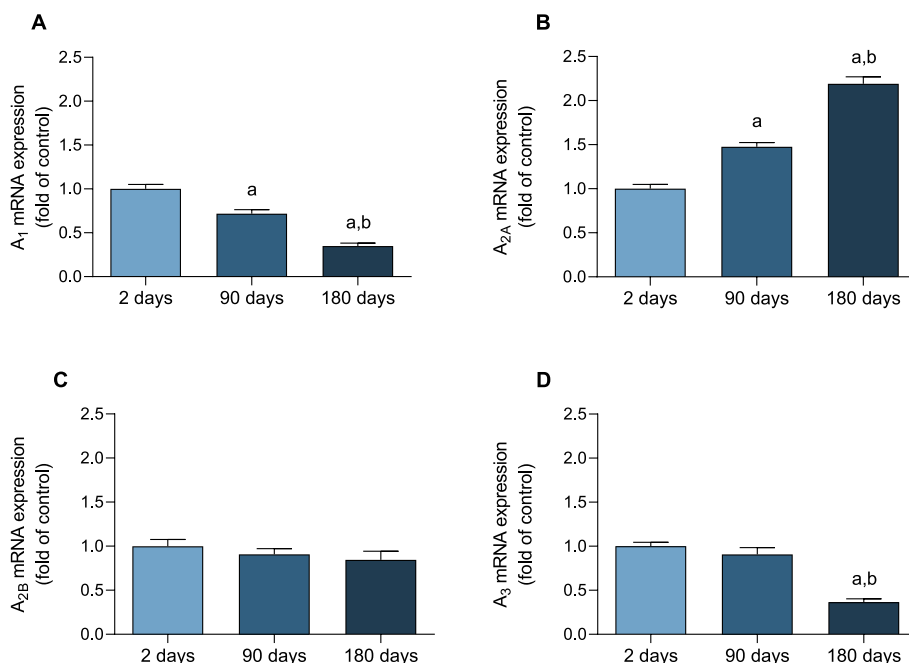 A
A1 mRNA expression
(fold of control)
2.5
2.0
1.5
1.0
0.5
0.0
a
a,b
2 days 90 days 180 days
B
A2A mRNA expression
(fold of control)
2.5
2.0
1.5
1.0
0.5
0.0
a
a,b
2 days 90 days 180 days
C
A2B mRNA expression
(fold of control)
2.5
2.0
1.5
1.0
0.5
0.0
2 days 90 days 180 days
D
A3 mRNA expression
(fold of control)
2.5
2.0
1.5
1.0
0.5
0.0
a,b
2 days 90 days 180 days